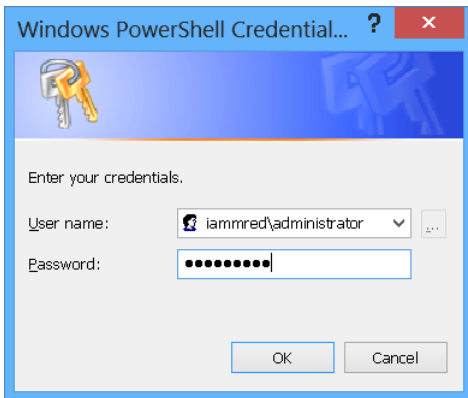 Windows PowerShell Credential... ?
Enter your credentials.
User name: iammred\administrator ...
Password: ●●●●●●●●●
OK Cancel